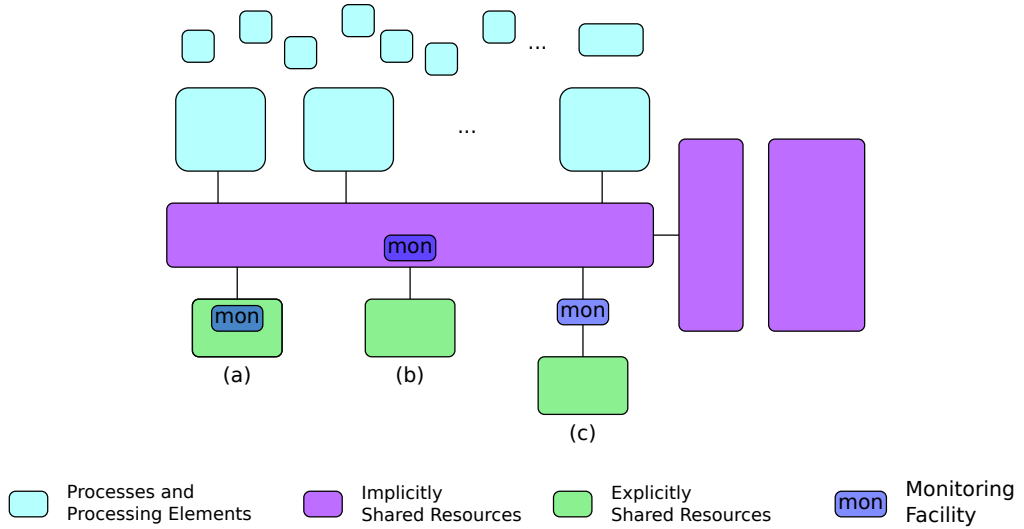 ...
...
mon
mon
mon
(a)
(b)
(c)
Processes and
Processing Elements
Implicitly
Shared Resources
Explicitly
Shared Resources
mon
Monitoring
Facility